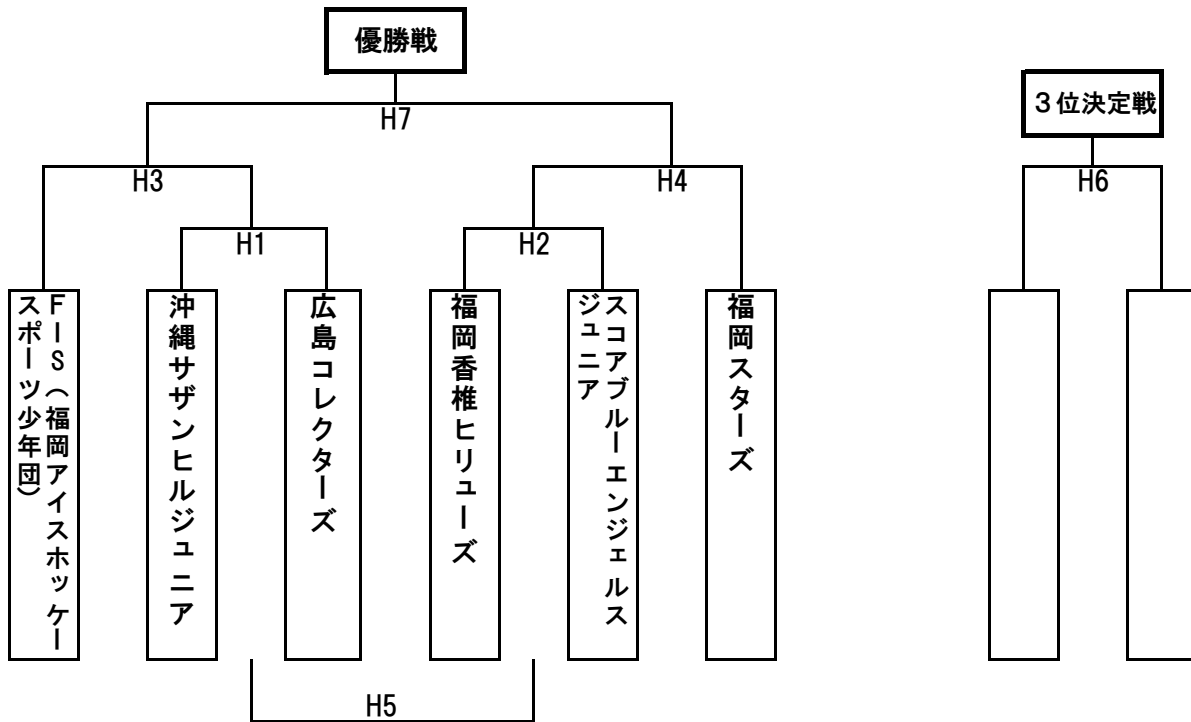 優勝戦
３位決定戦
H7
H3
H4
H6
H1
H2
FIS（福岡アイスホッケー
スポーツ少年団）
沖縄サザンヒルジュニア
広島コレクターズ
福岡香椎ヒリューズ
スコアブルーエンジェルス
ジュニア
福岡スターズ
H5